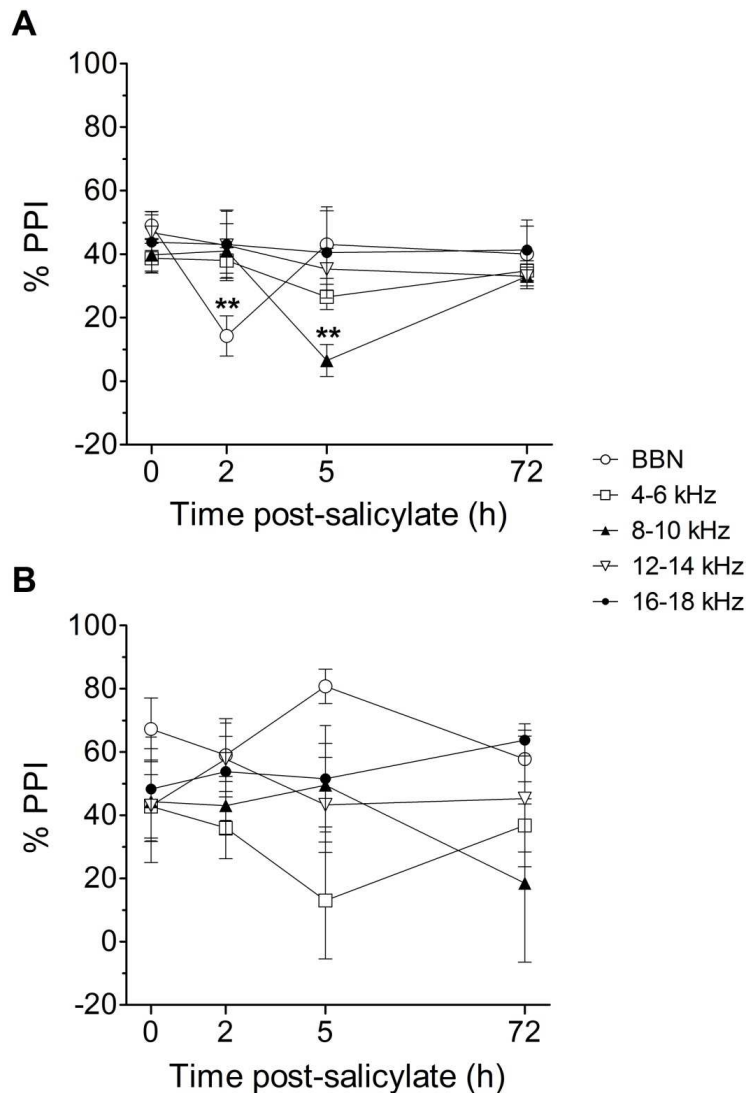 A
100
80
60
40
20
0
-20
% PPI
**
**
0 2 5 72
Time post-salicylate (h)
BBN
4-6 kHz
8-10 kHz
12-14 kHz
16-18 kHz
B
100
80
60
40
20
0
-20
% PPI
0 2 5 72
Time post-salicylate (h)